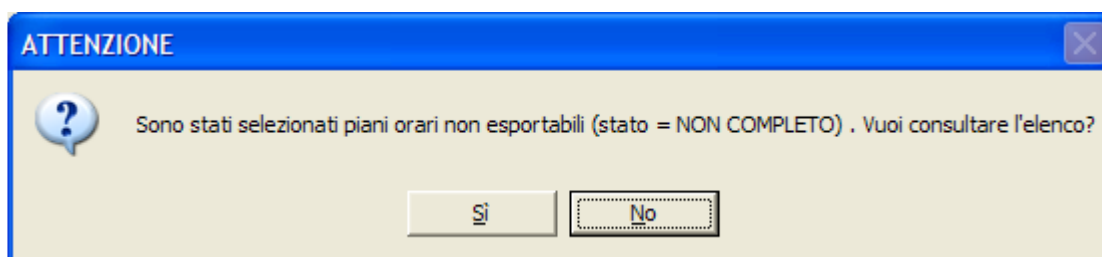 ATTENZIONE
Sono stati selezionati piani orari non esportabili (stato = NON COMPLETO) . Vuoi consultare l'elenco?
Sì
No